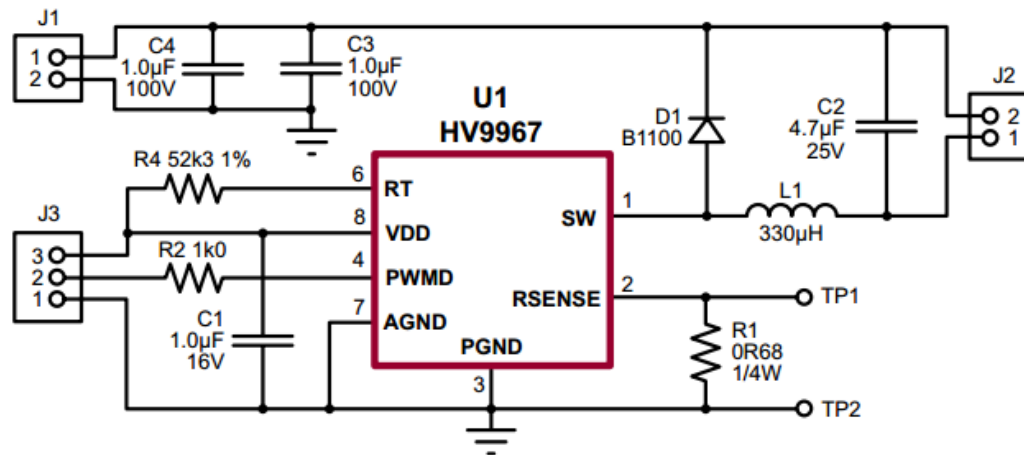 J1
1
2
C4
1.0µF
100V
C3
1.0µF
100V
U1
HV9967
D1
B1100
C2
4.7µF
25V
J2
2
1
R4 52k3 1%
6
RT
J3
3
2
1
8
VDD
R2 1k0
4
PWMD
7
AGND
C1
1.0µF
16V
PGND
3
SW
1
L1
330µH
RSENSE
2
TP1
R1
0R68
1/4W
TP2